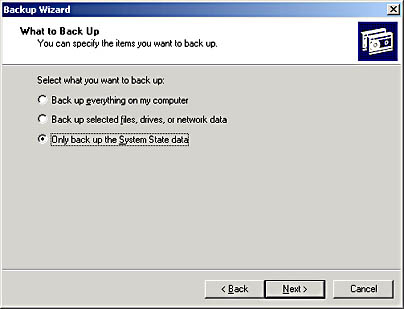 Backup Wizard
What to Back Up
You can specify the items you want to back up.
Select what you want to back up:
Back up everything on my computer
Back up selected files, drives, or network data
Only back up the System State data
< Back Next > Cancel